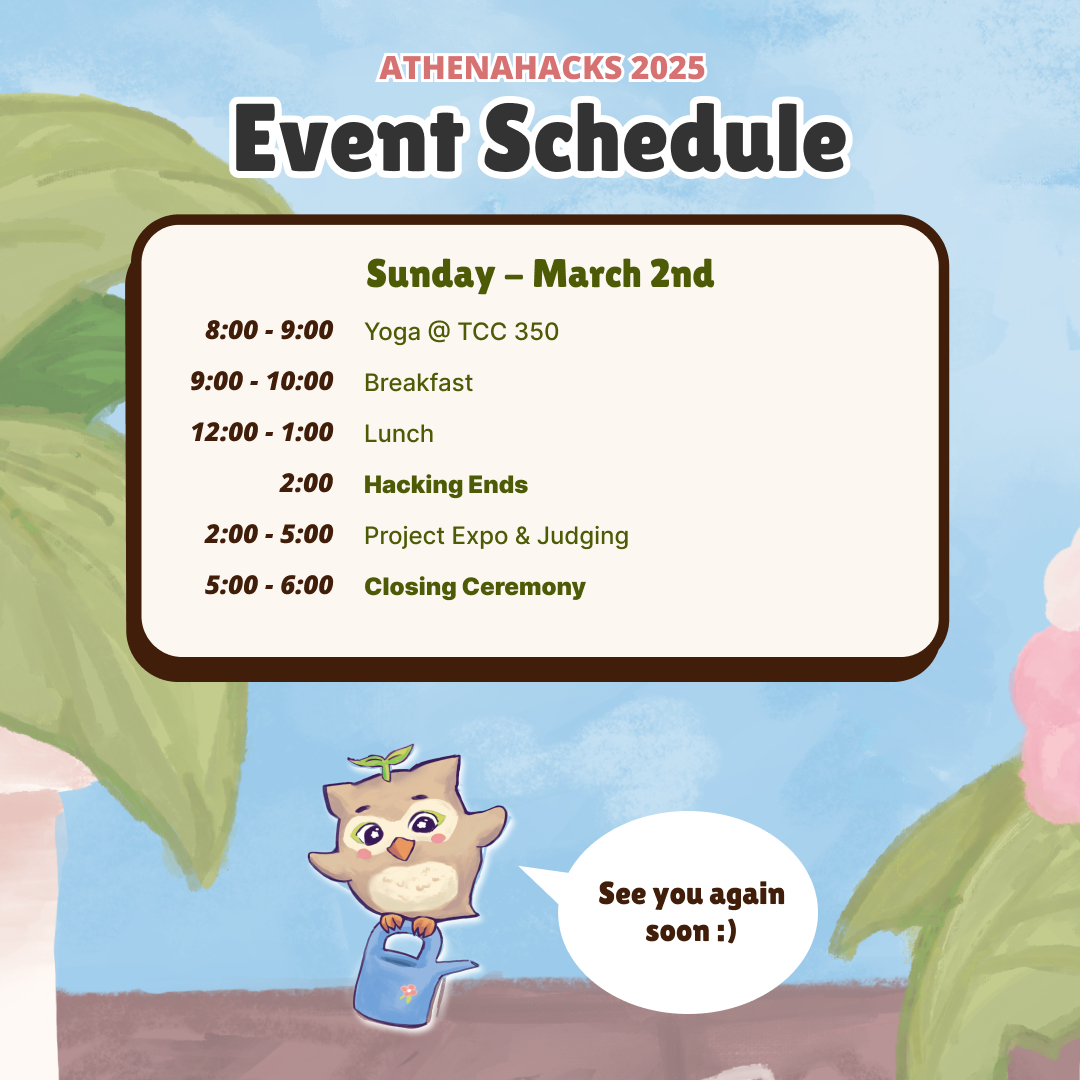 ATHENAHACKS 2025
Event Schedule
Sunday – March 2nd
8:00 - 9:00 Yoga @ TCC 350
9:00 - 10:00 Breakfast
12:00 - 1:00 Lunch
2:00 Hacking Ends
2:00 - 5:00 Project Expo & Judging
5:00 - 6:00 Closing Ceremony
See you again
soon :)